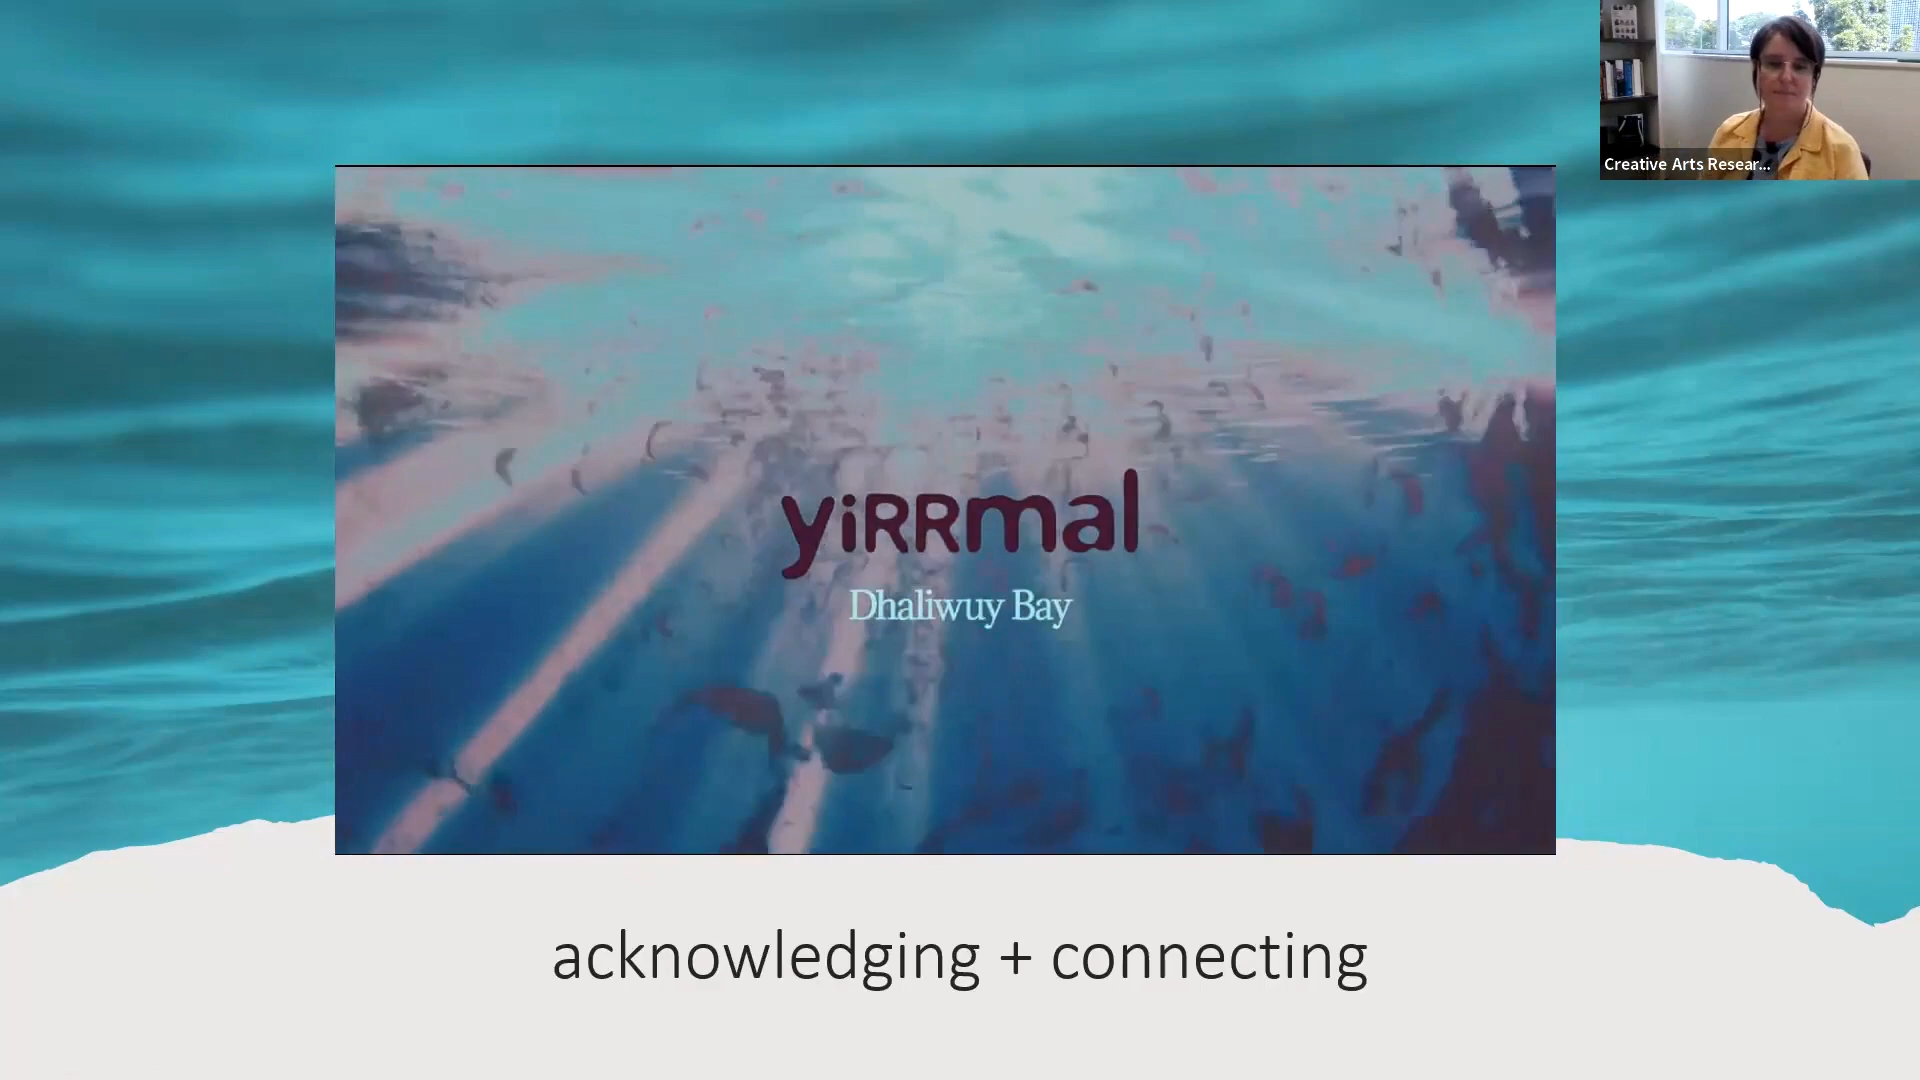 Creative Arts Resear...
yiRRmal
Dhaliwuy Bay
acknowledging + connecting